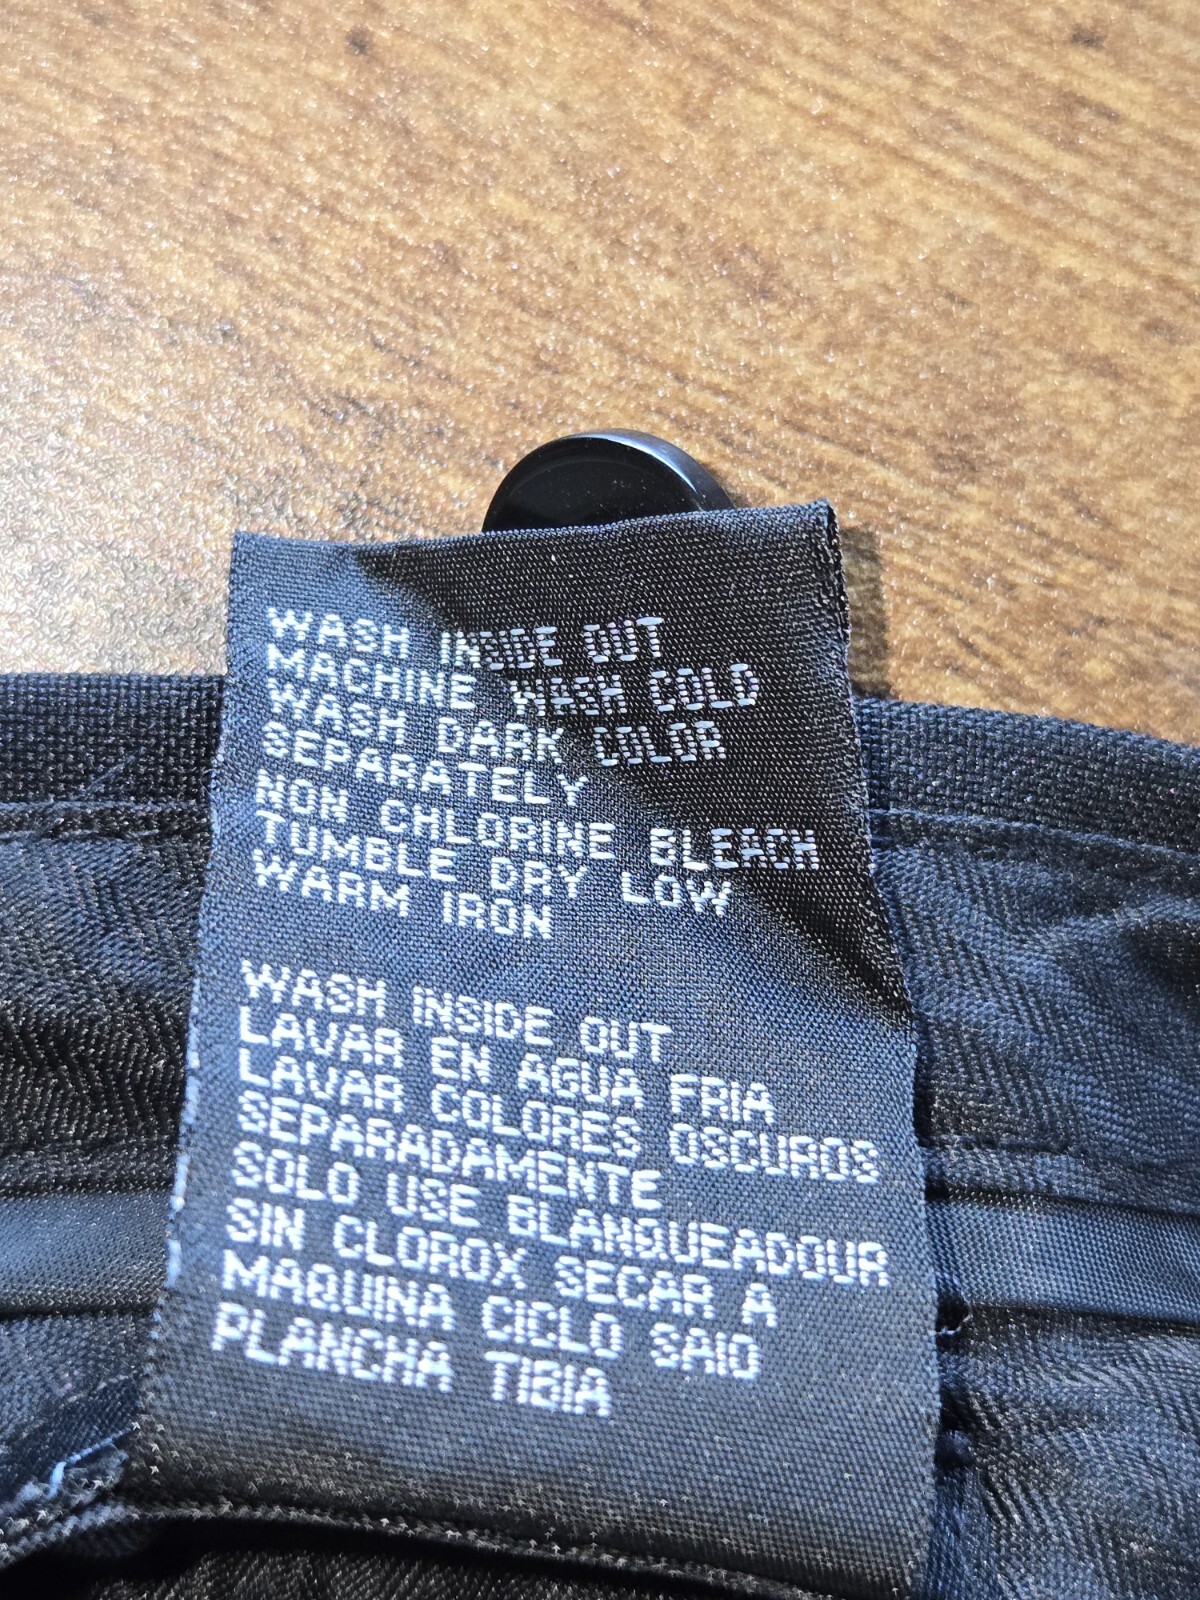 WASH INSIDE OUT
MACHINE WASH COLD
WASH DARK COLOR
SEPARATELY
NON CHLORINE BLEACH
TUMBLE DRY LOW
WARM IRON
WASH INSIDE OUT
LAVAR EN AGUA FRIA
LAVAR COLORES OSCUROS
SEPARADAMENTE
SOLO USE BLANQUEADOUR
SIN CLOROX SECAR A
MAQUINA CICLO SAIO
PLANCHA TIBIA